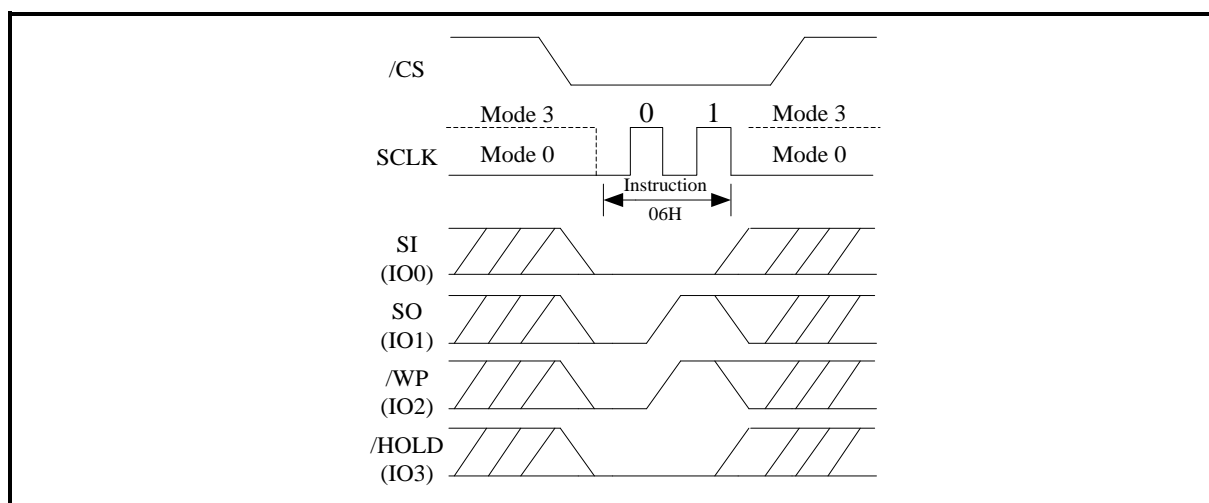 /CS
Mode 3 0 1 Mode 3
SCLK Mode 0 Mode 0
Instruction
06H
SI
(IO0)
SO
(IO1)
/WP
(IO2)
/HOLD
(IO3)